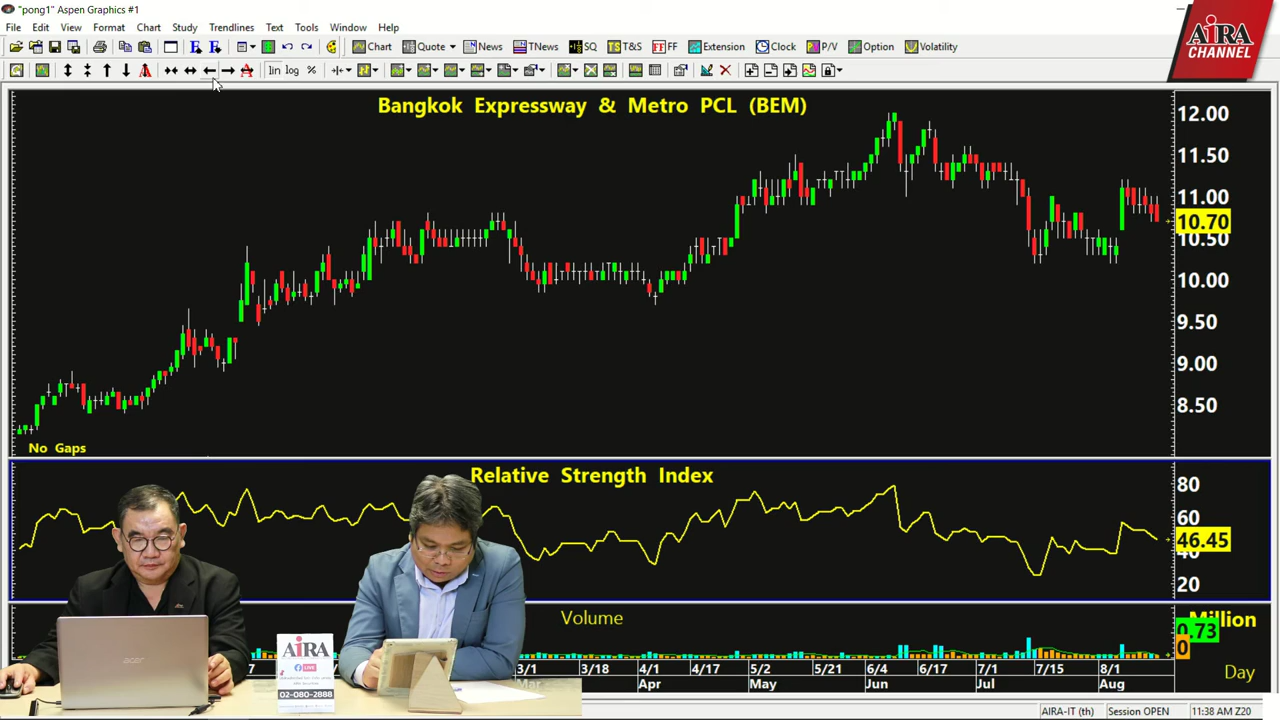 "pong1" Aspen Graphics #1
File Edit View Format Chart Study Trendlines Text Tools Window Help
Chart Quote News TNews SQ T&S FF Extension Clock P/V Option Volatility
lin log %
AIRA
CHANNEL
Bangkok Expressway & Metro PCL (BEM)
12.00
11.50
11.00
10.70
10.50
10.00
9.50
9.00
8.50
No Gaps
Relative Strength Index
80
60
46.45
40
20
Volume
Million
0.73
0
7 3/1 3/18 4/1 4/17 5/2 5/21 6/4 6/17 7/1 7/15 8/1
Mar Apr May Jun Jul Aug
Day
AIRA
LIVE
02-080-2888
acer
AIRA-IT (th) Session OPEN 11:38 AM Z20